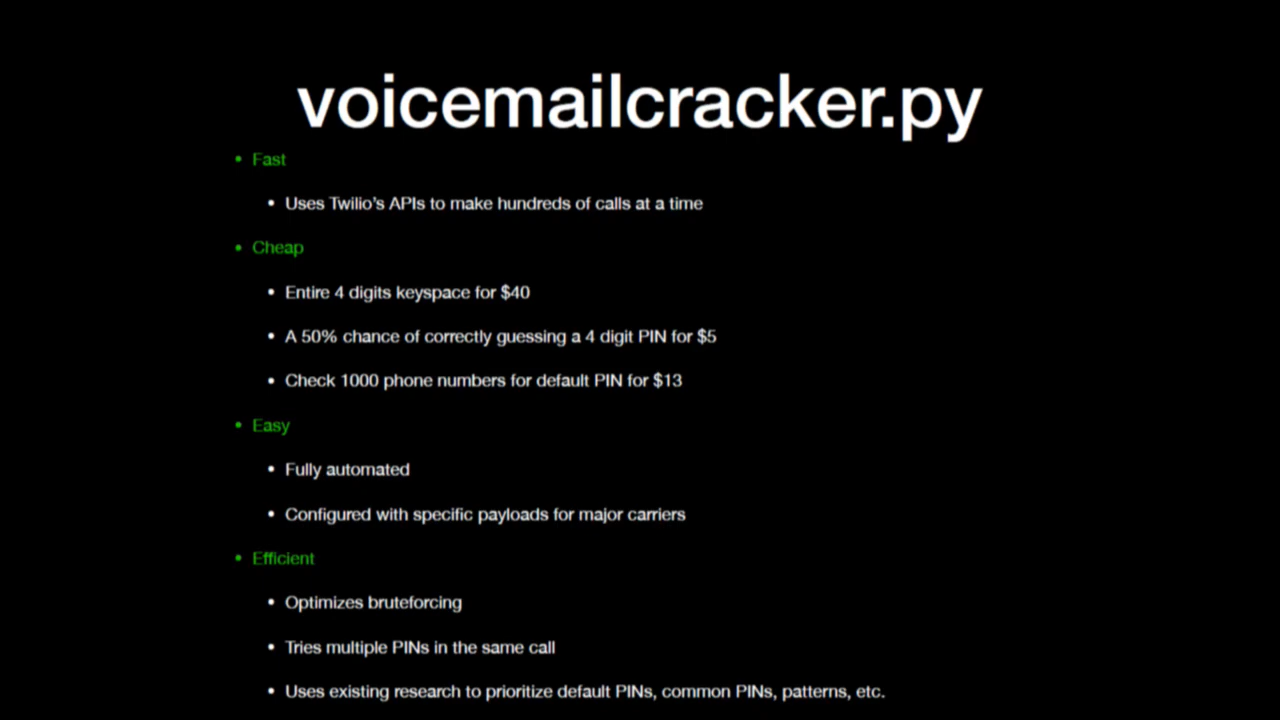 voicemailcracker.py
• Fast
• Uses Twilio's APIs to make hundreds of calls at a time
• Cheap
• Entire 4 digits keyspace for $40
• A 50% chance of correctly guessing a 4 digit PIN for $5
• Check 1000 phone numbers for default PIN for $13
• Easy
• Fully automated
• Configured with specific payloads for major carriers
• Efficient
• Optimizes bruteforcing
• Tries multiple PINs in the same call
• Uses existing research to prioritize default PINs, common PINs, patterns, etc.